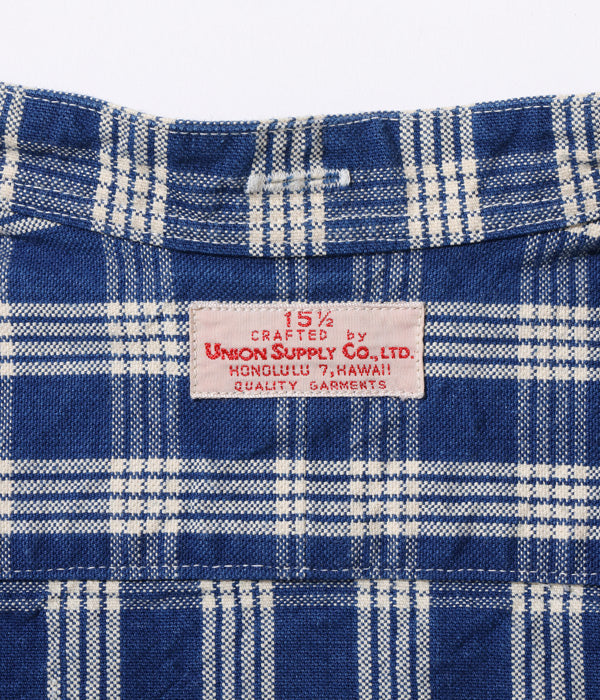 15½
CRAFTED by
UNION SUPPLY CO., LTD.
HONOLULU 7, HAWAII
QUALITY GARMENTS